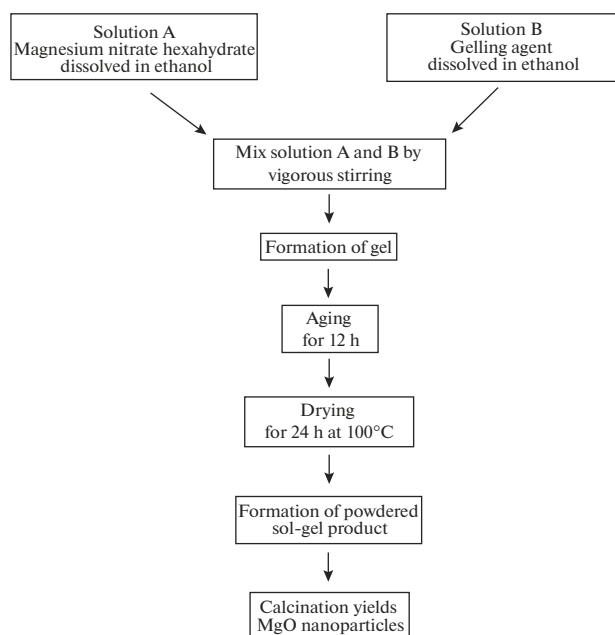 Solution A
Magnesium nitrate hexahydrate
dissolved in ethanol
Solution B
Gelling agent
dissolved in ethanol
Mix solution A and B by
vigorous stirring
Formation of gel
Aging
for 12 h
Drying
for 24 h at 100°C
Formation of powdered
sol-gel product
Calcination yields
MgO nanoparticles